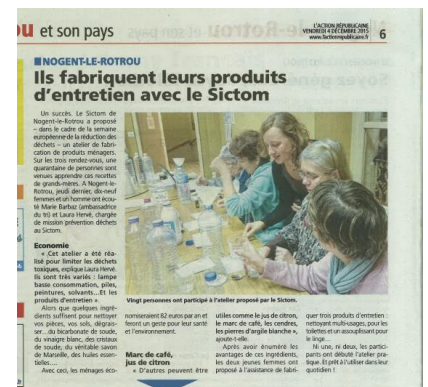 ou et son pays
L'ACTION RÉPUBLICAINE
VENDREDI 4 DÉCEMBRE 2015
www.lactionrepublicaine.fr
6
NOGENT-LE-ROTROU
Ils fabriquent leurs produits
d'entretien avec le Sictom
Un succès. Le Sictom de
Nogent-le-Rotrou a proposé
– dans le cadre de la semaine
européenne de la réduction des
déchets – un atelier de fabri-
cation de produits ménagers.
Sur les trois rendez-vous, une
quarantaine de personnes sont
venues apprendre ces recettes
de grands-mères. A Nogent-le-
Rotrou, jeudi dernier, dix-neuf
femmes et un homme ont écou-
té Marie Barbaz (ambassadrice
du tri) et Laura Hervé, chargée
de mission prévention déchets
au Sictom.
Economie
« Cet atelier a été réa-
lisé pour limiter les déchets
toxiques, explique Laura Hervé.
Ils sont très variés : lampe
basse consommation, piles,
peintures, solvants...Et les
produits d'entretien ».
Alors que quelques ingré-
dients suffisent pour nettoyer
vos pièces, vos sols, dégrais-
ser...du bicarbonate de soude,
du vinaigre blanc, des cristaux
de soude, du véritable savon
de Marseille, des huiles essen-
tielles....
Avec ceci, les ménages éco-
Vingt personnes ont participé à l'atelier proposé par le Sictom.
nomiseraient 82 euros par an et
feront un geste pour leur santé
et l'environnement.
Marc de café,
jus de citron
« D'autres peuvent être
utiles comme le jus de citron,
le marc de café, les cendres,
les pierres d'argile blanche »,
ajoute-t-elle.
Après avoir énuméré les
avantages de ces ingrédients,
les deux jeunes femmes ont
proposé à l'assistance de fabri-
quer trois produits d'entretien :
nettoyant multi-usages, pour les
toilettes et un assouplissant pour
le linge...
Ni une, ni deux, les partici-
pants ont débuté l'atelier pra-
tique. Et prêt à l'utiliser dans leur
quotidien !